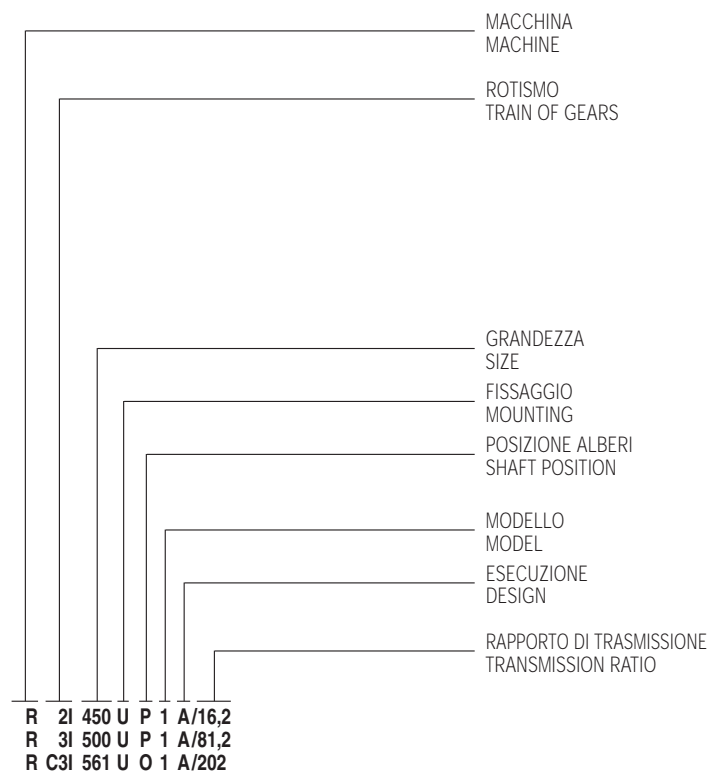 MACCHINA
MACHINE
ROTISMO
TRAIN OF GEARS
GRANDEZZA
SIZE
FISSAGGIO
MOUNTING
POSIZIONE ALBERI
SHAFT POSITION
MODELLO
MODEL
ESECUZIONE
DESIGN
RAPPORTO DI TRASMISSIONE
TRANSMISSION RATIO
R 2I 450 U P 1 A/16,2
R 3I 500 U P 1 A/81,2
R C3I 561 U O 1 A/202